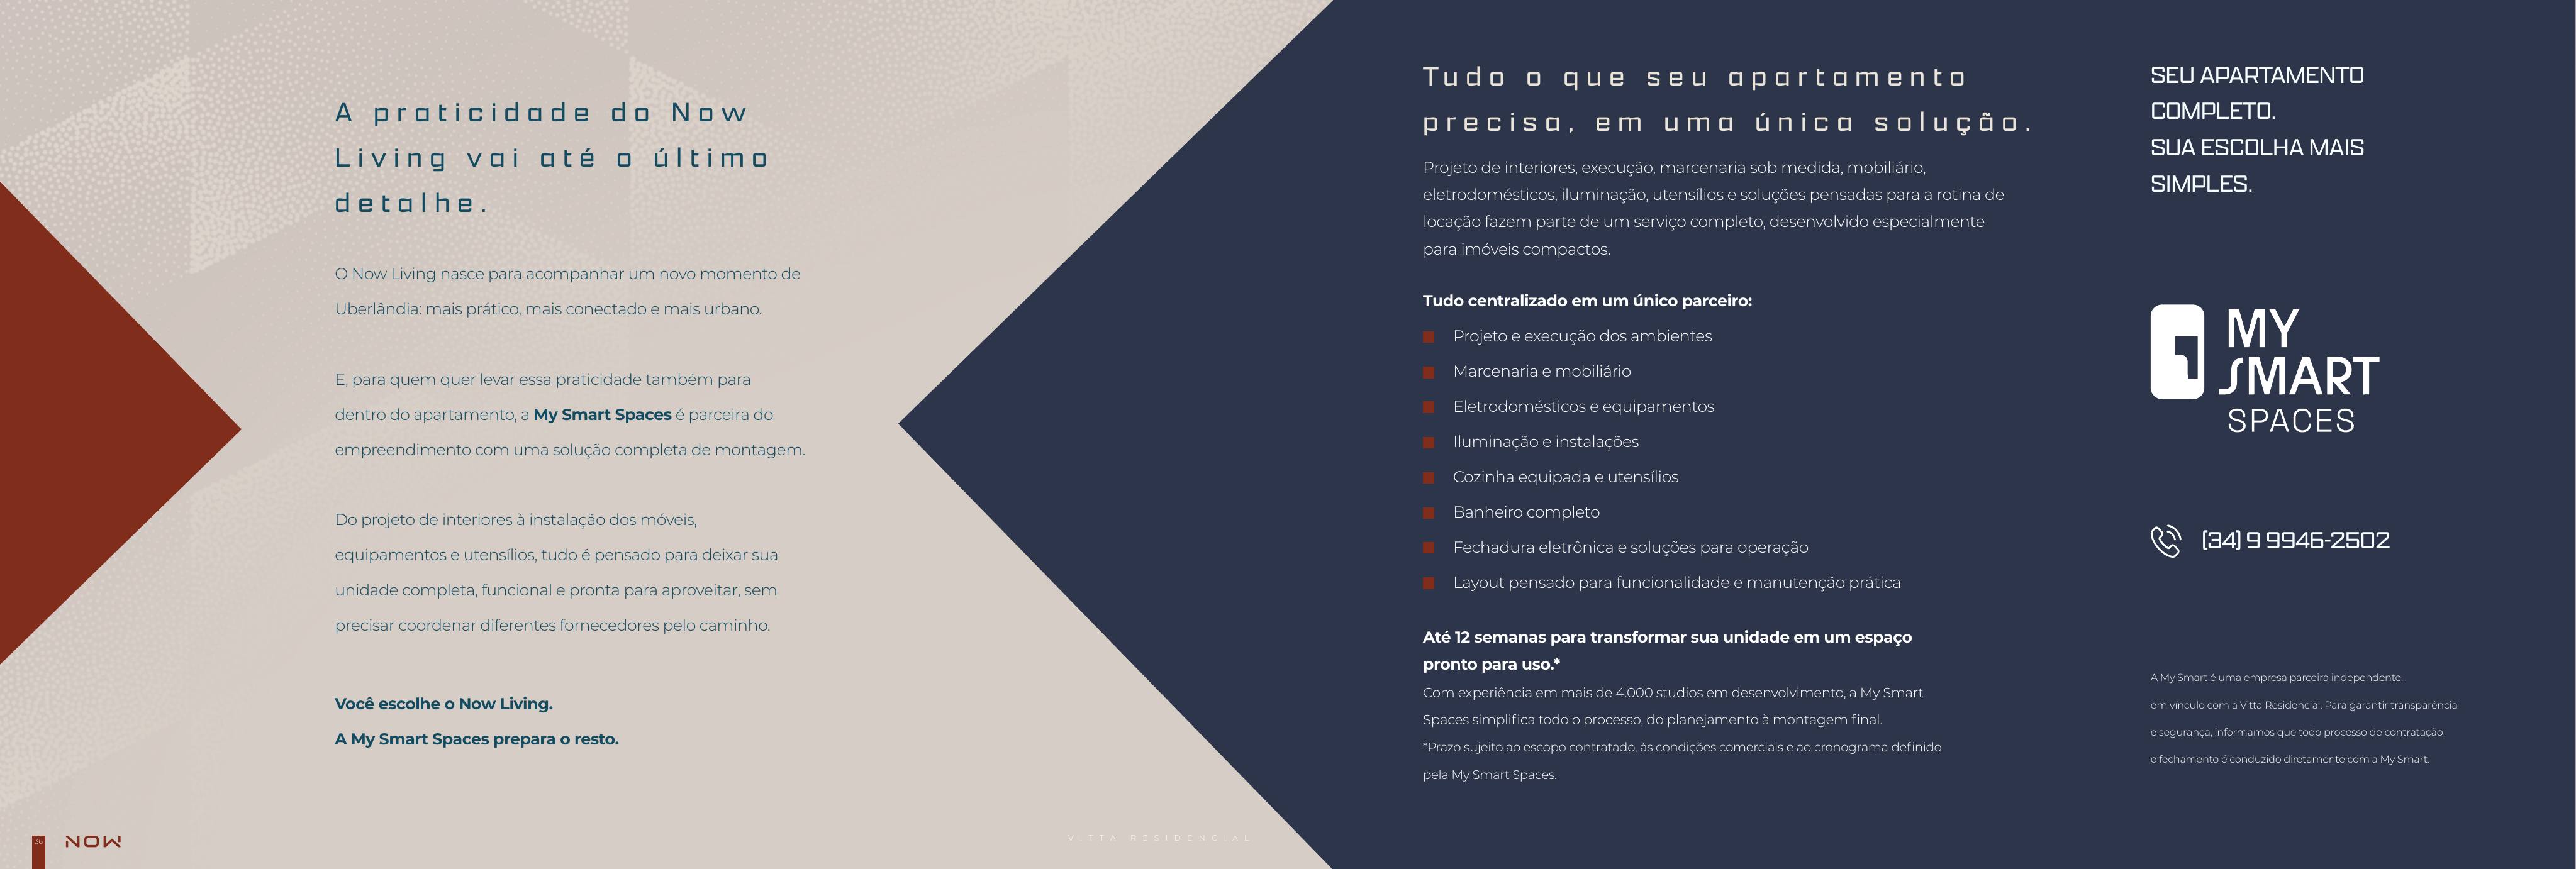 A praticidade do Now
Living vai até o último
detalhe.
O Now Living nasce para acompanhar um novo momento de
Uberlândia: mais prático, mais conectado e mais urbano.
E, para quem quer levar essa praticidade também para
dentro do apartamento, a My Smart Spaces é parceira do
empreendimento com uma solução completa de montagem.
Do projeto de interiores à instalação dos móveis,
equipamentos e utensílios, tudo é pensado para deixar sua
unidade completa, funcional e pronta para aproveitar, sem
precisar coordenar diferentes fornecedores pelo caminho.
Você escolhe o Now Living.
A My Smart Spaces prepara o resto.
36
NOW
VITTA RESIDENCIAL
Tudo o que seu apartamento
precisa, em uma única solução.
Projeto de interiores, execução, marcenaria sob medida, mobiliário,
eletrodomésticos, iluminação, utensílios e soluções pensadas para a rotina de
locação fazem parte de um serviço completo, desenvolvido especialmente
para imóveis compactos.
Tudo centralizado em um único parceiro:
Projeto e execução dos ambientes
Marcenaria e mobiliário
Eletrodomésticos e equipamentos
Iluminação e instalações
Cozinha equipada e utensílios
Banheiro completo
Fechadura eletrônica e soluções para operação
Layout pensado para funcionalidade e manutenção prática
Até 12 semanas para transformar sua unidade em um espaço
pronto para uso.*
Com experiência em mais de 4.000 studios em desenvolvimento, a My Smart
Spaces simplifica todo o processo, do planejamento à montagem final.
*Prazo sujeito ao escopo contratado, às condições comerciais e ao cronograma definido
pela My Smart Spaces.
SEU APARTAMENTO
COMPLETO.
SUA ESCOLHA MAIS
SIMPLES.
MY
SMART
SPACES
(34) 9 9946-2502
A My Smart é uma empresa parceira independente,
em vínculo com a Vitta Residencial. Para garantir transparência
e segurança, informamos que todo processo de contratação
e fechamento é conduzido diretamente com a My Smart.